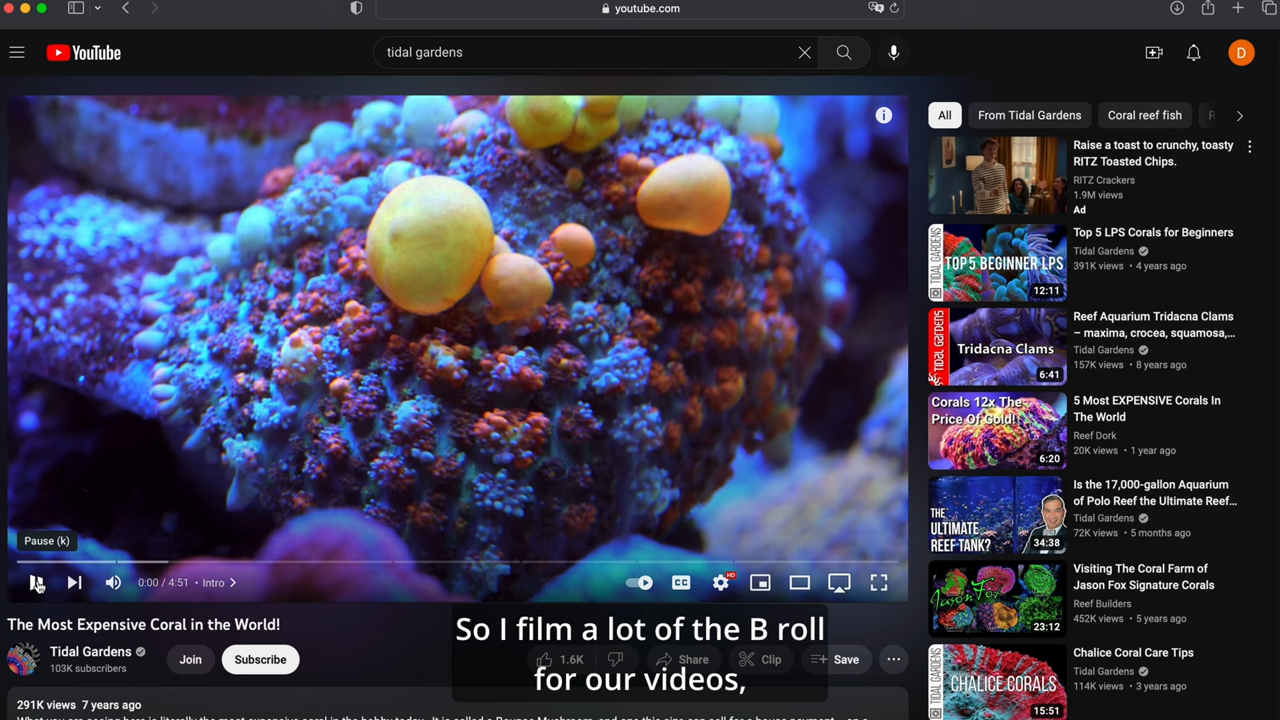 youtube.com
YouTube
tidal gardens
D
All
From Tidal Gardens
Coral reef fish
R
Raise a toast to crunchy, toasty
RITZ Toasted Chips.
RITZ Crackers
1.9M views
Ad
TIDAL GARDENS
TOP 5 BEGINNER LPS
12:11
Top 5 LPS Corals for Beginners
Tidal Gardens
391K views • 4 years ago
TIDAL GARDENS
Tridacna Clams
6:41
Reef Aquarium Tridacna Clams
– maxima, crocea, squamosa,...
Tidal Gardens
157K views • 8 years ago
Corals 12x The
Price Of Gold!
6:20
5 Most EXPENSIVE Corals In
The World
Reef Dork
20K views • 1 year ago
THE
ULTIMATE
REEF TANK?
34:38
Is the 17,000-gallon Aquarium
of Polo Reef the Ultimate Reef...
Tidal Gardens
72K views • 5 months ago
Jason Fox
23:12
Visiting The Coral Farm of
Jason Fox Signature Corals
Reef Builders
452K views • 5 years ago
TIDAL GARDENS
CHALICE CORALS
15:51
Chalice Coral Care Tips
Tidal Gardens
114K views • 3 years ago
Pause (k)
0:00 / 4:51 • Intro
CC
HD
The Most Expensive Coral in the World!
Tidal Gardens
103K subscribers
Join
Subscribe
1.6K
Share
Clip
Save
So I film a lot of the B roll
for our videos,
291K views 7 years ago